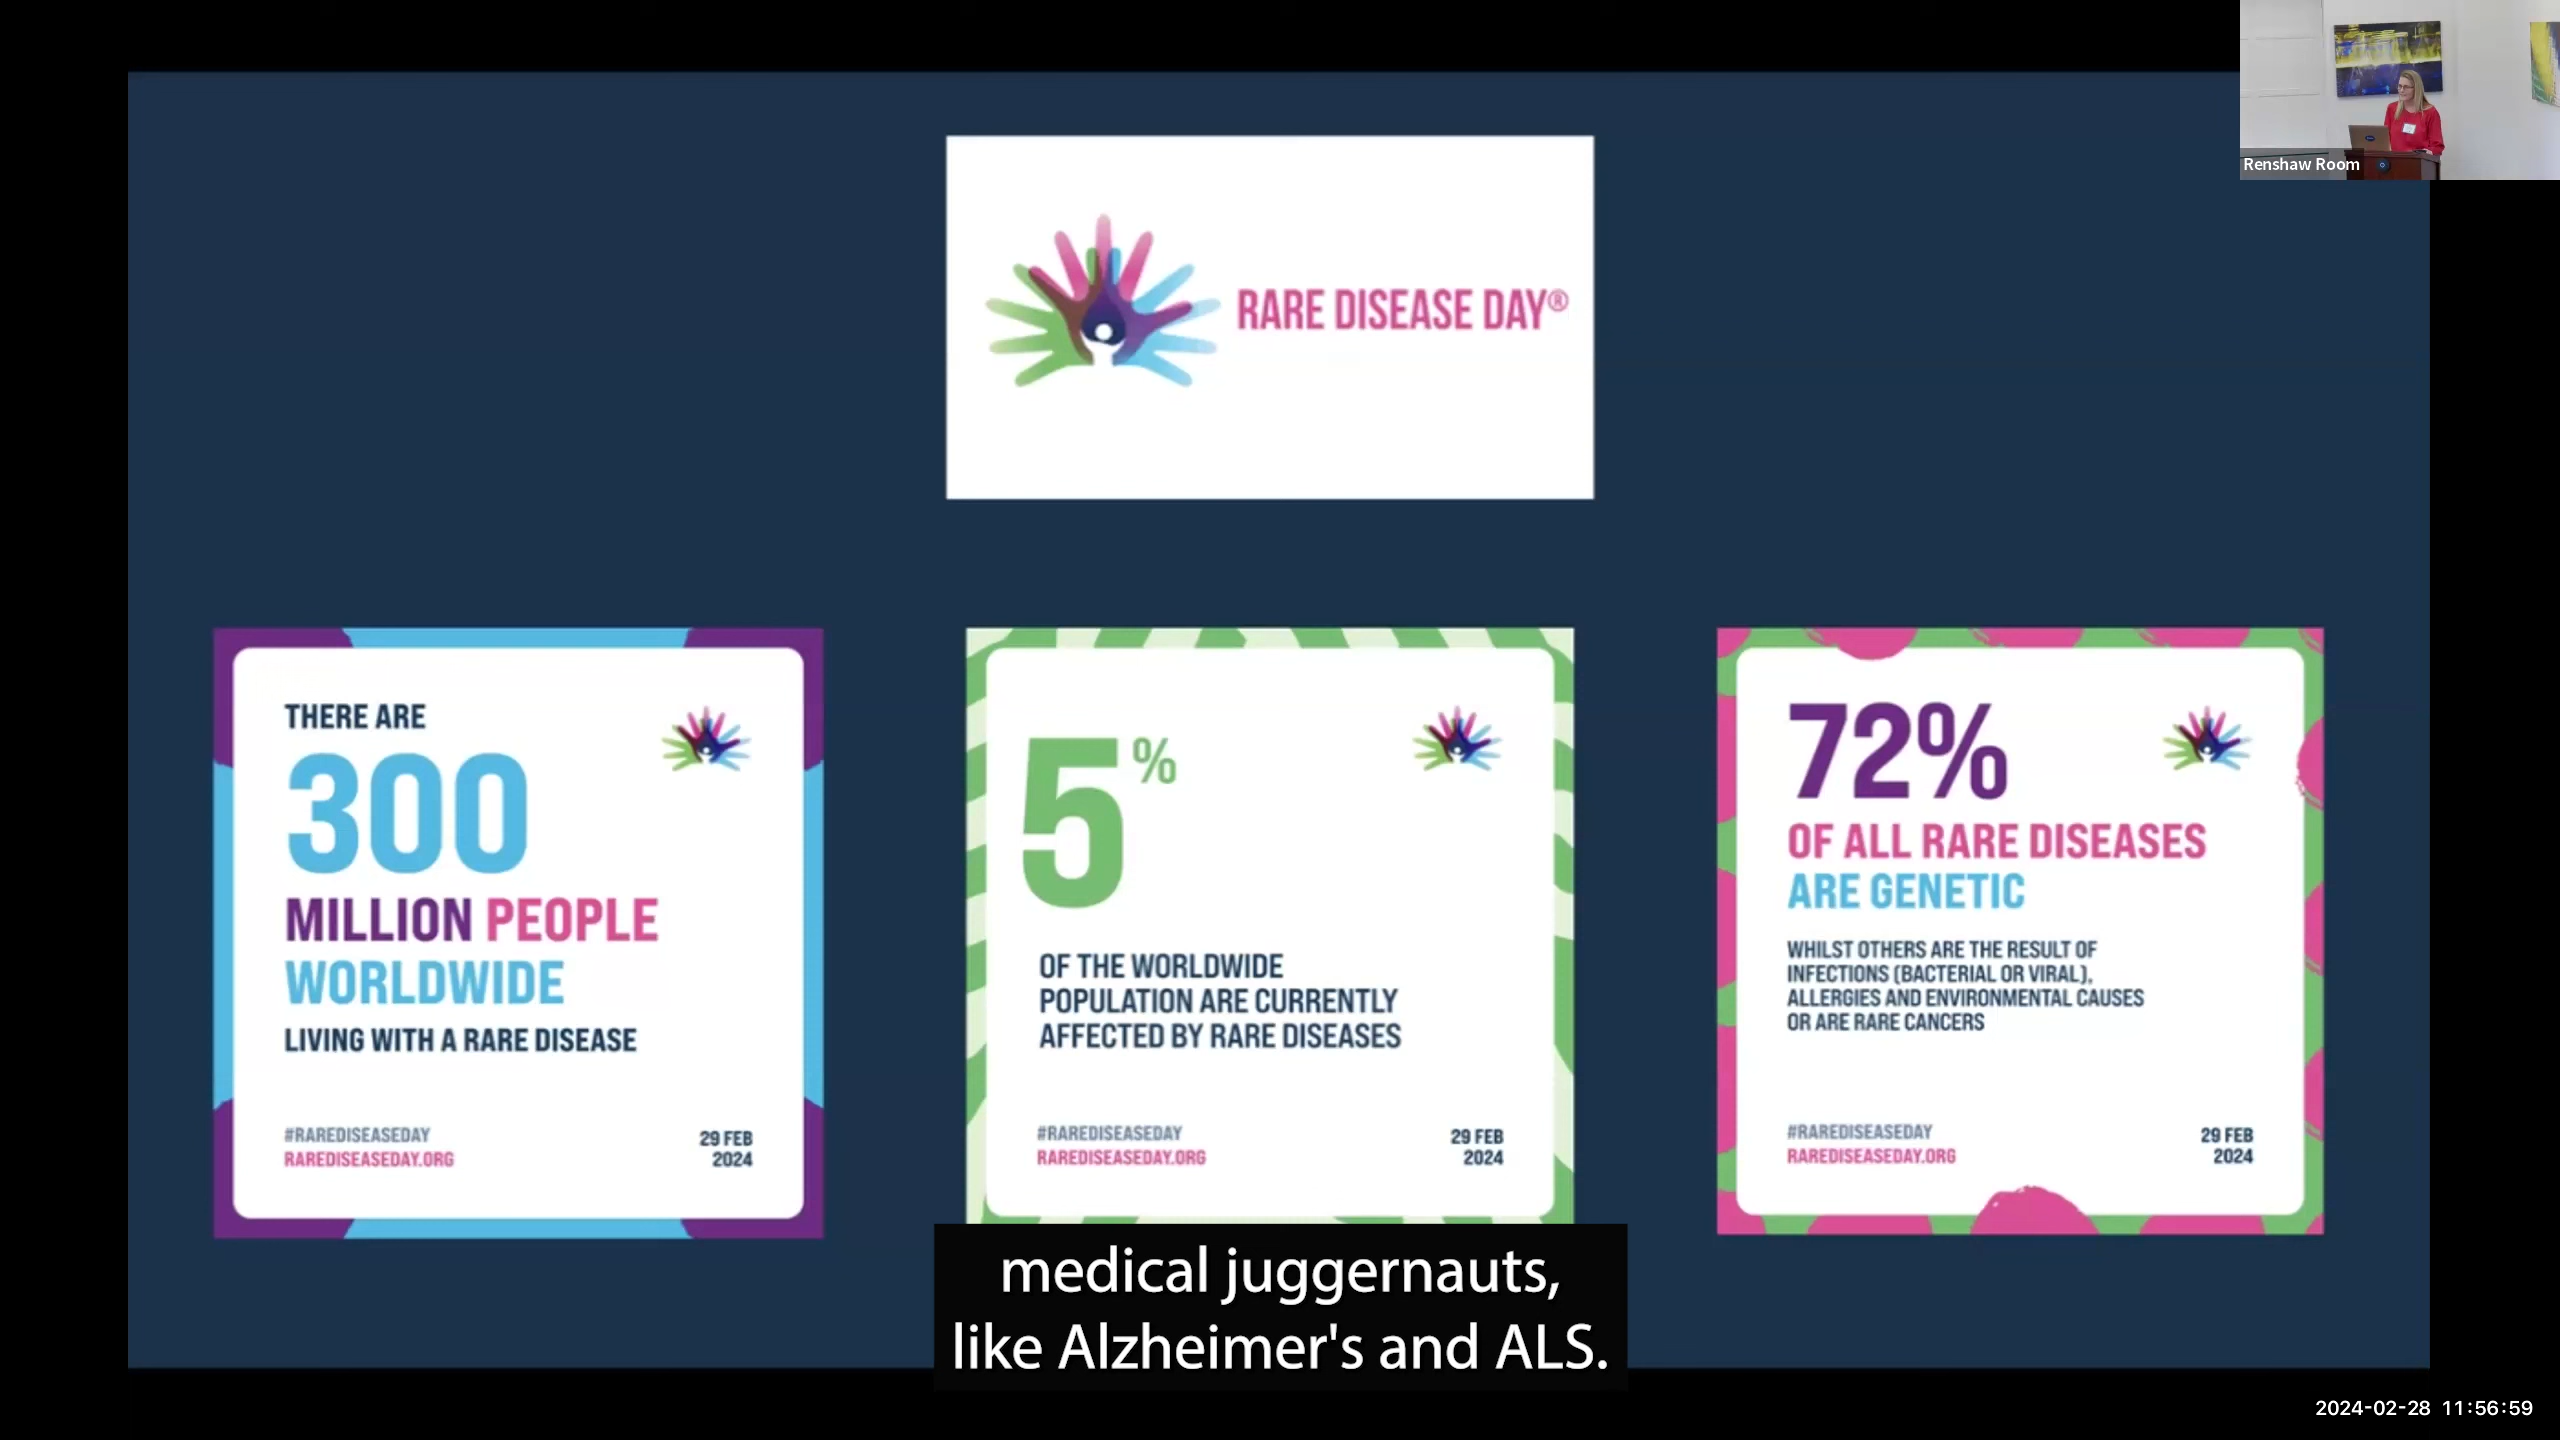 Renshaw Room
RARE DISEASE DAY®
THERE ARE
300
MILLION PEOPLE
WORLDWIDE
LIVING WITH A RARE DISEASE
#RAREDISEASEDAY
RAREDISEASEDAY.ORG
29 FEB
2024
5%
OF THE WORLDWIDE
POPULATION ARE CURRENTLY
AFFECTED BY RARE DISEASES
#RAREDISEASEDAY
RAREDISEASEDAY.ORG
29 FEB
2024
72%
OF ALL RARE DISEASES
ARE GENETIC
WHILST OTHERS ARE THE RESULT OF
INFECTIONS (BACTERIAL OR VIRAL),
ALLERGIES AND ENVIRONMENTAL CAUSES
OR ARE RARE CANCERS
#RAREDISEASEDAY
RAREDISEASEDAY.ORG
29 FEB
2024
medical juggernauts,
like Alzheimer's and ALS.
2024-02-28 11:56:59